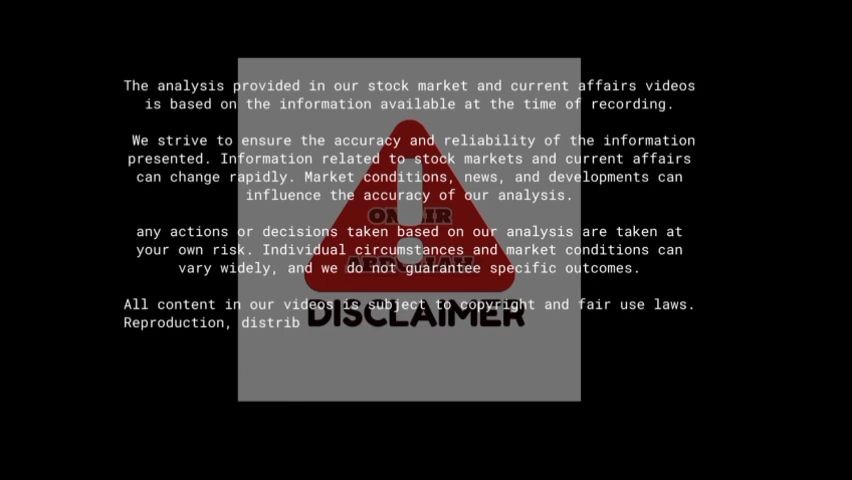 The analysis provided in our stock market and current affairs videos
is based on the information available at the time of recording.
We strive to ensure the accuracy and reliability of the information
presented. Information related to stock markets and current affairs
can change rapidly. Market conditions, news, and developments can
influence the accuracy of our analysis.
any actions or decisions taken based on our analysis are taken at
your own risk. Individual circumstances and market conditions can
vary widely, and we do not guarantee specific outcomes.
All content in our videos is subject to copyright and fair use laws.
Reproduction, distrib
DISCLAIMER